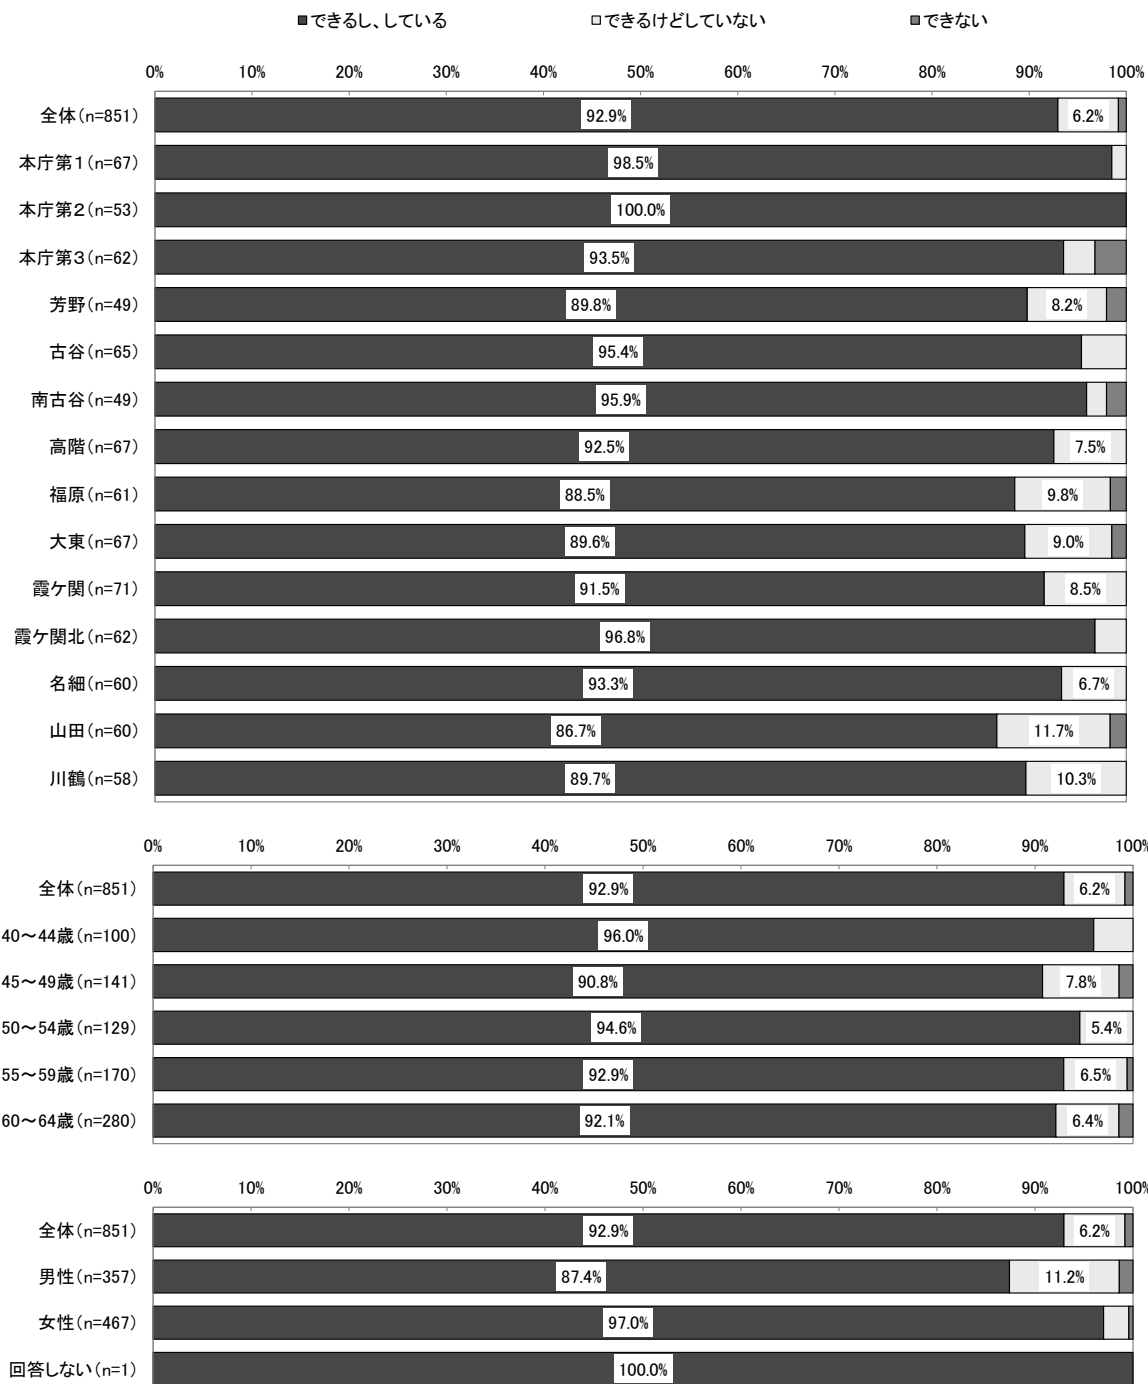 ■できるし、している □できるけどしていない ■できない
0% 10% 20% 30% 40% 50% 60% 70% 80% 90% 100%
全体(n=851) 92.9% 6.2%
本庁第1(n=67) 98.5%
本庁第2(n=53) 100.0%
本庁第3(n=62) 93.5%
芳野(n=49) 89.8% 8.2%
古谷(n=65) 95.4%
南古谷(n=49) 95.9%
高階(n=67) 92.5% 7.5%
福原(n=61) 88.5% 9.8%
大東(n=67) 89.6% 9.0%
霞ケ関(n=71) 91.5% 8.5%
霞ケ関北(n=62) 96.8%
名細(n=60) 93.3% 6.7%
山田(n=60) 86.7% 11.7%
川鶴(n=58) 89.7% 10.3%
0% 10% 20% 30% 40% 50% 60% 70% 80% 90% 100%
全体(n=851) 92.9% 6.2%
40～44歳(n=100) 96.0%
45～49歳(n=141) 90.8% 7.8%
50～54歳(n=129) 94.6% 5.4%
55～59歳(n=170) 92.9% 6.5%
60～64歳(n=280) 92.1% 6.4%
0% 10% 20% 30% 40% 50% 60% 70% 80% 90% 100%
全体(n=851) 92.9% 6.2%
男性(n=357) 87.4% 11.2%
女性(n=467) 97.0%
回答しない(n=1) 100.0%